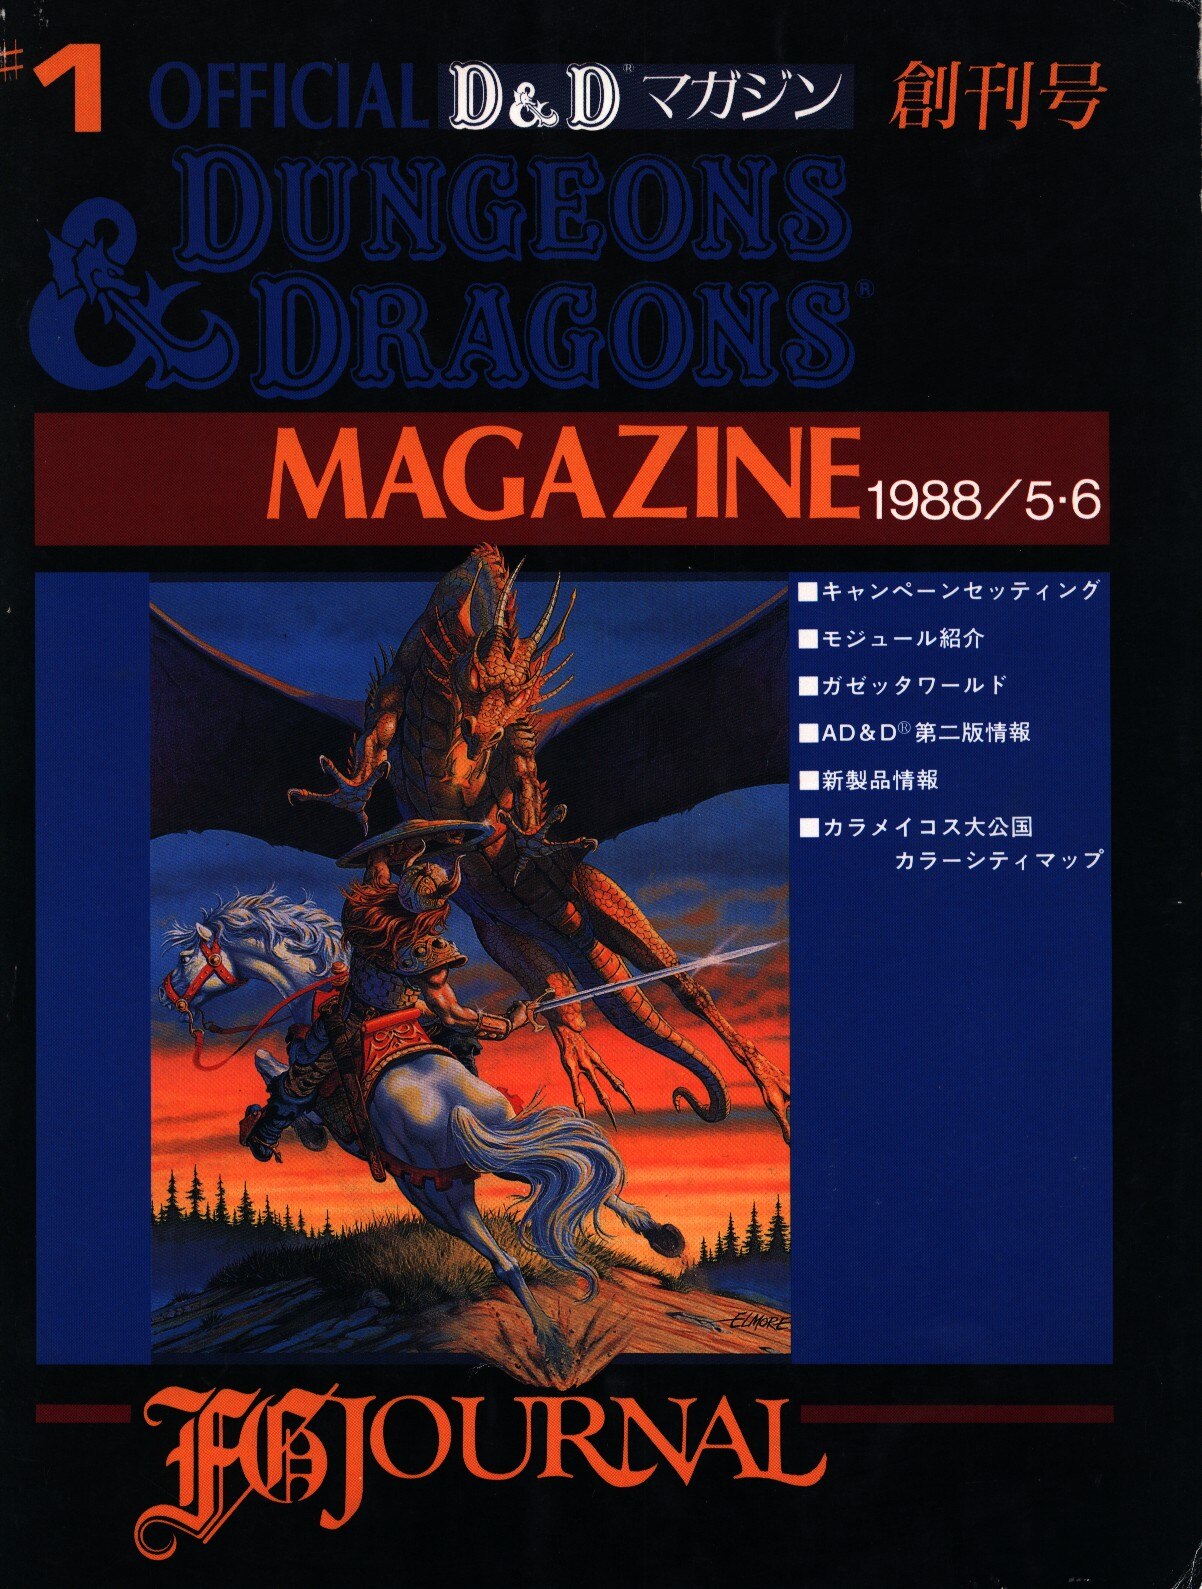 #1 OFFICIAL D&D® マガジン 創刊号
DUNGEONS
& DRAGONS®
MAGAZINE 1988/5・6
■キャンペーンセッティング
■モジュール紹介
■ガゼッタワールド
■AD&D®第二版情報
■新製品情報
■カラメイコス大公国
カラーシティマップ
ELMORE
FG JOURNAL